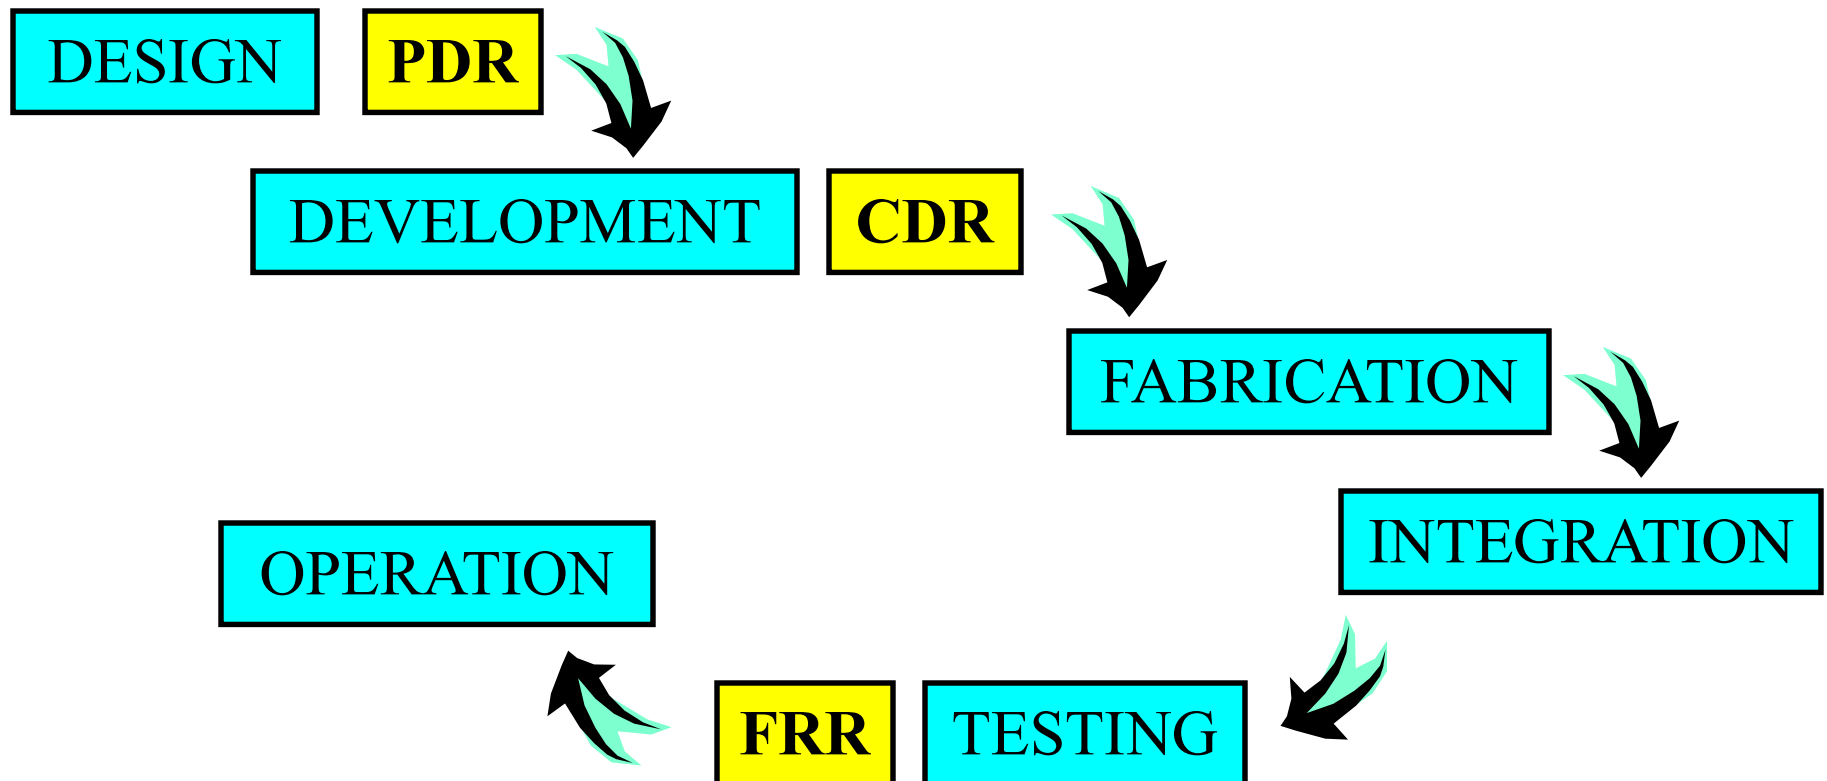 DESIGN
PDR
DEVELOPMENT
CDR
FABRICATION
INTEGRATION
OPERATION
FRR
TESTING